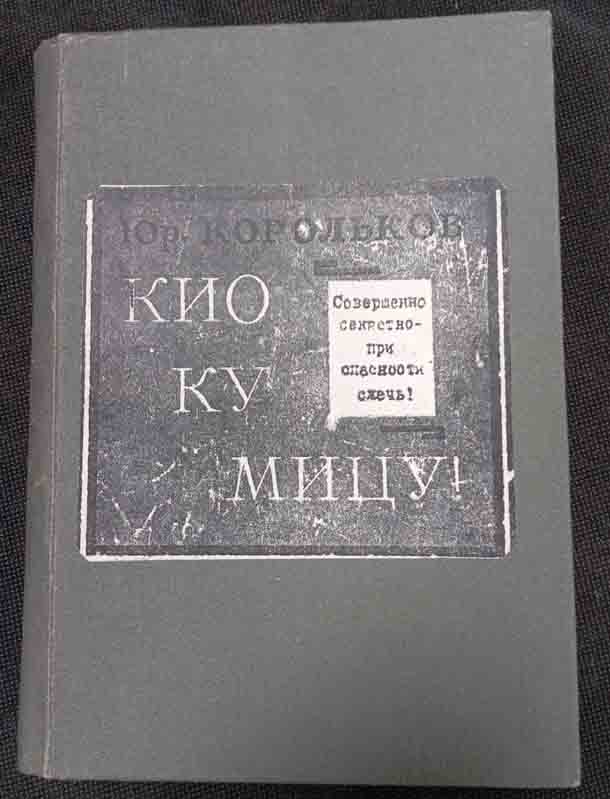 Юр. КОРОЛЬКОВ
КИО
КУ
МИЦУ!
Совершенно
секретно-
при
опасности
сжечь!